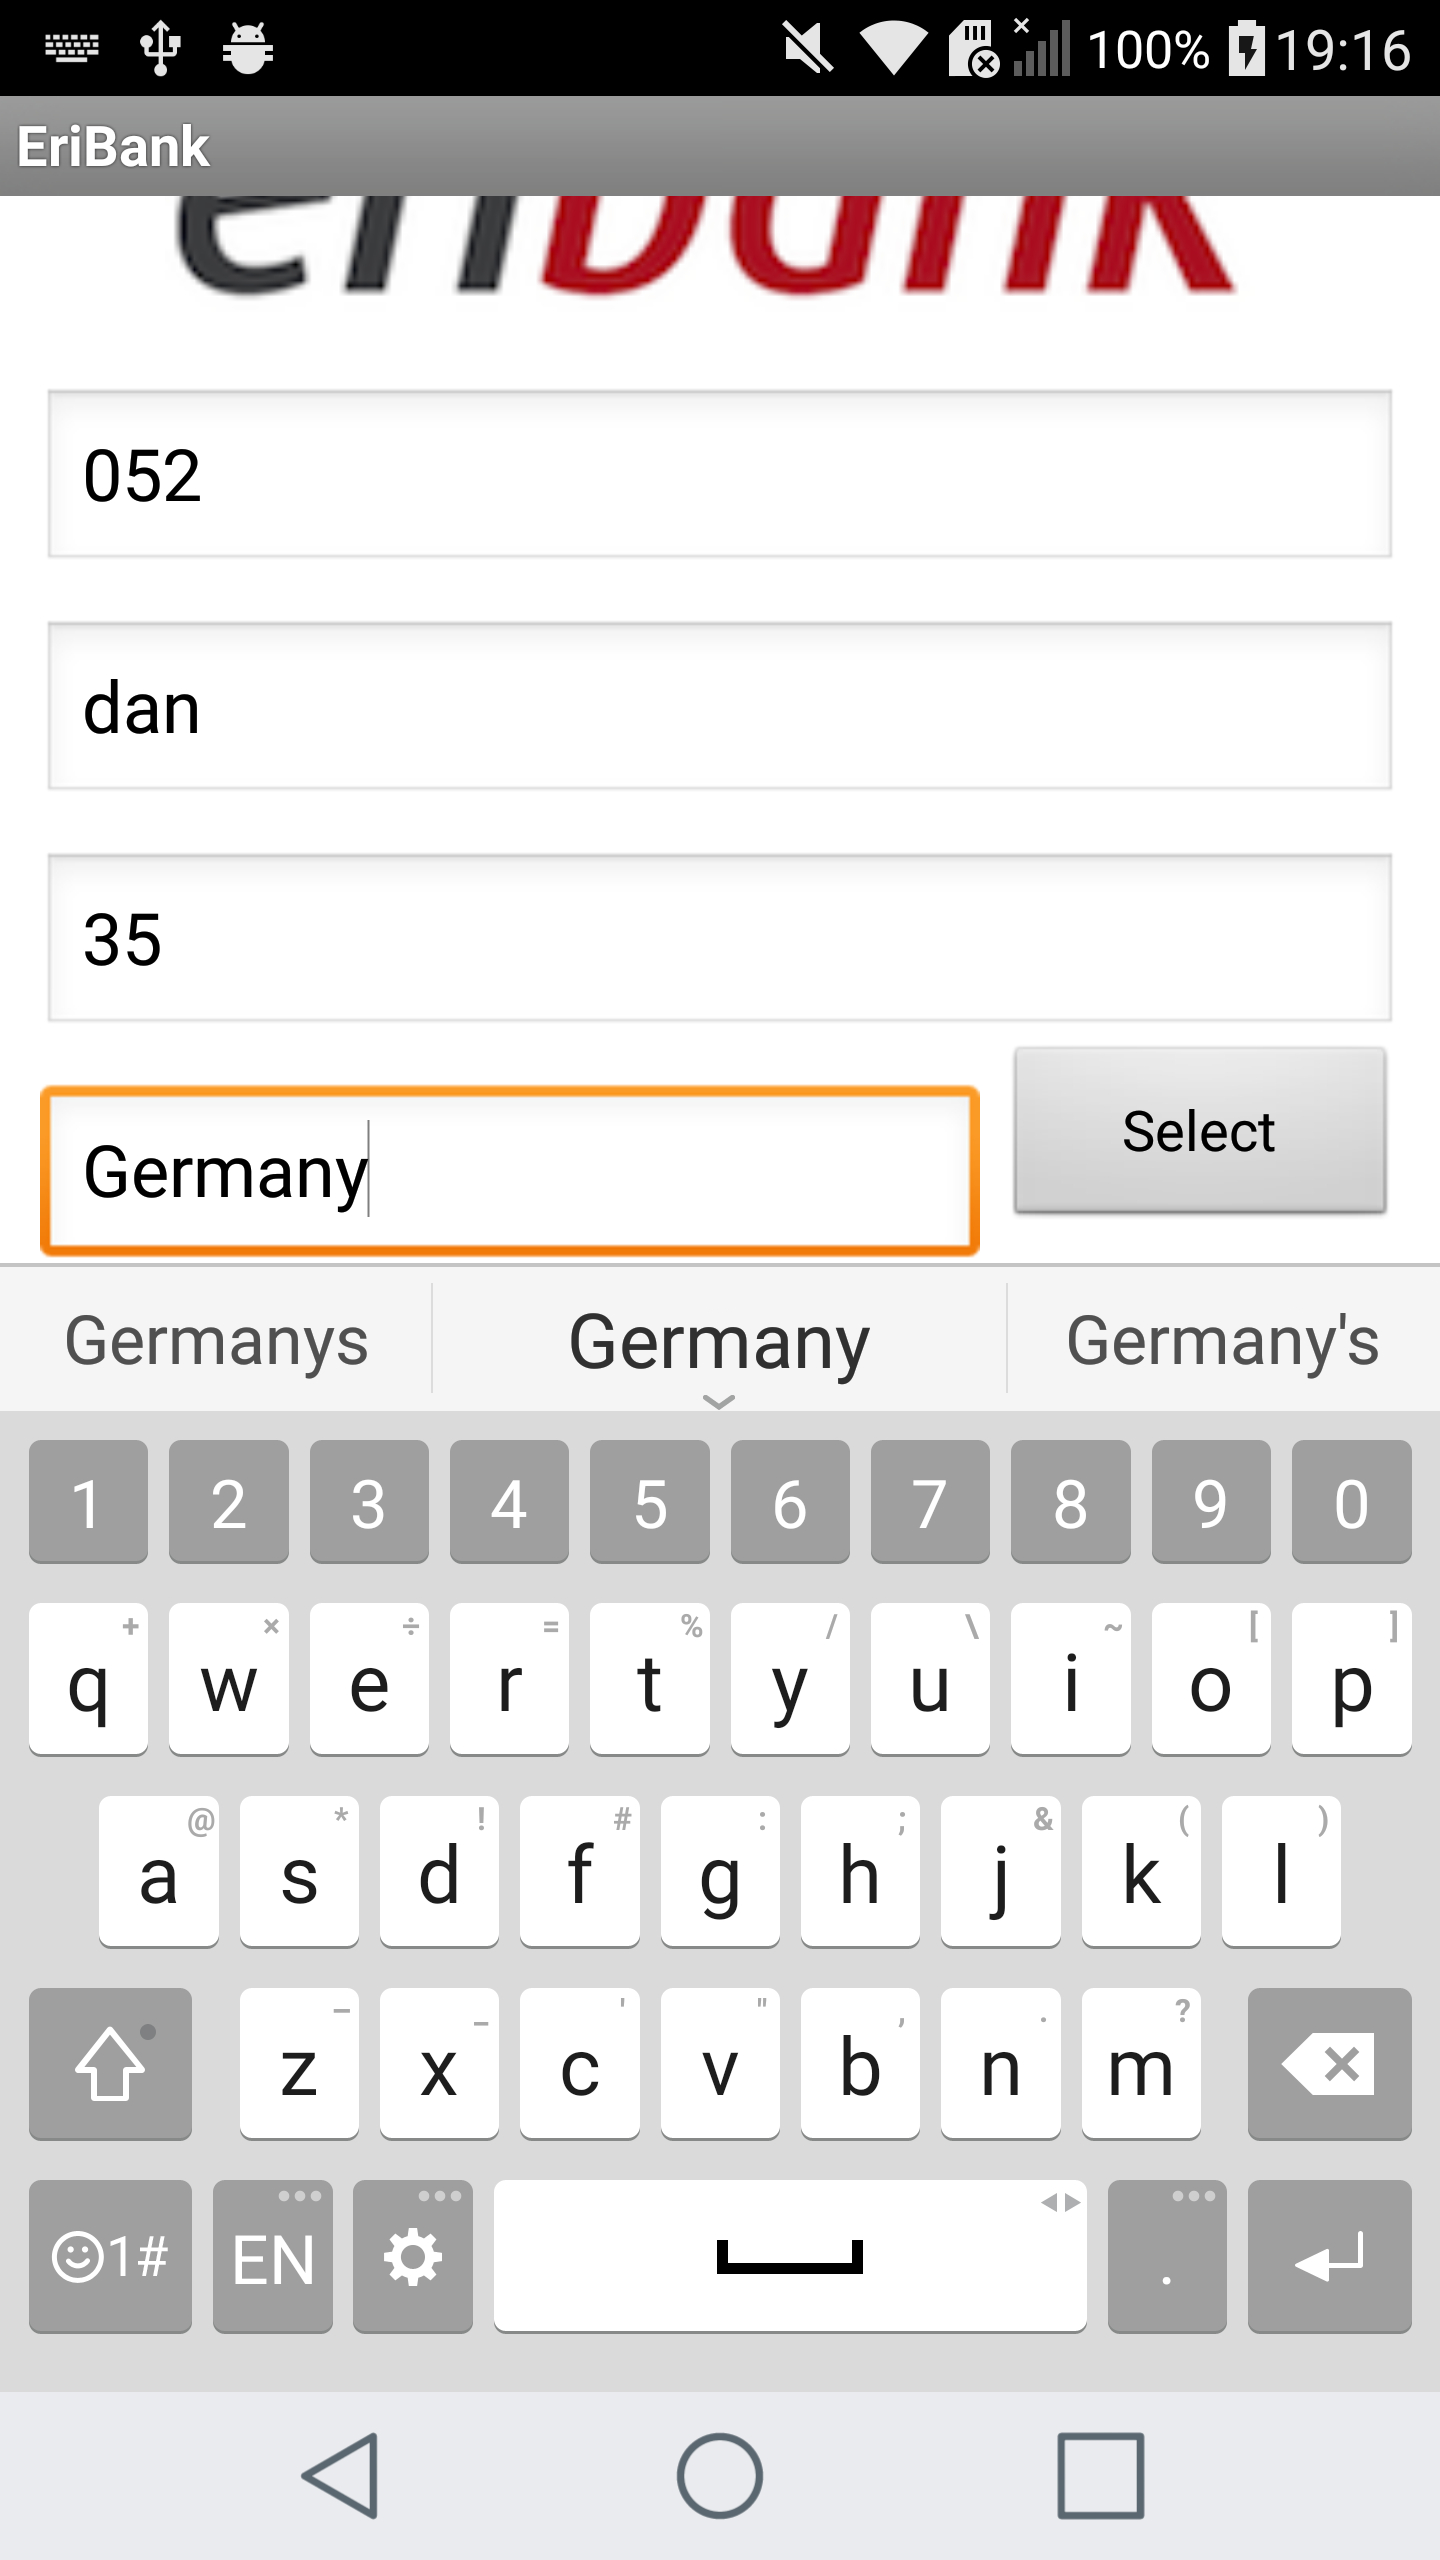 100% 19:16
EriBank
eribank
052
dan
35
Germany
Select
Germanys Germany Germany's
1 2 3 4 5 6 7 8 9 0
+ × ÷ = % / \ ~ [ ]
q w e r t y u i o p
@ * ! # : ; & ( )
a s d f g h j k l
– _ ' " , . ?
z x c v b n m
1# EN .